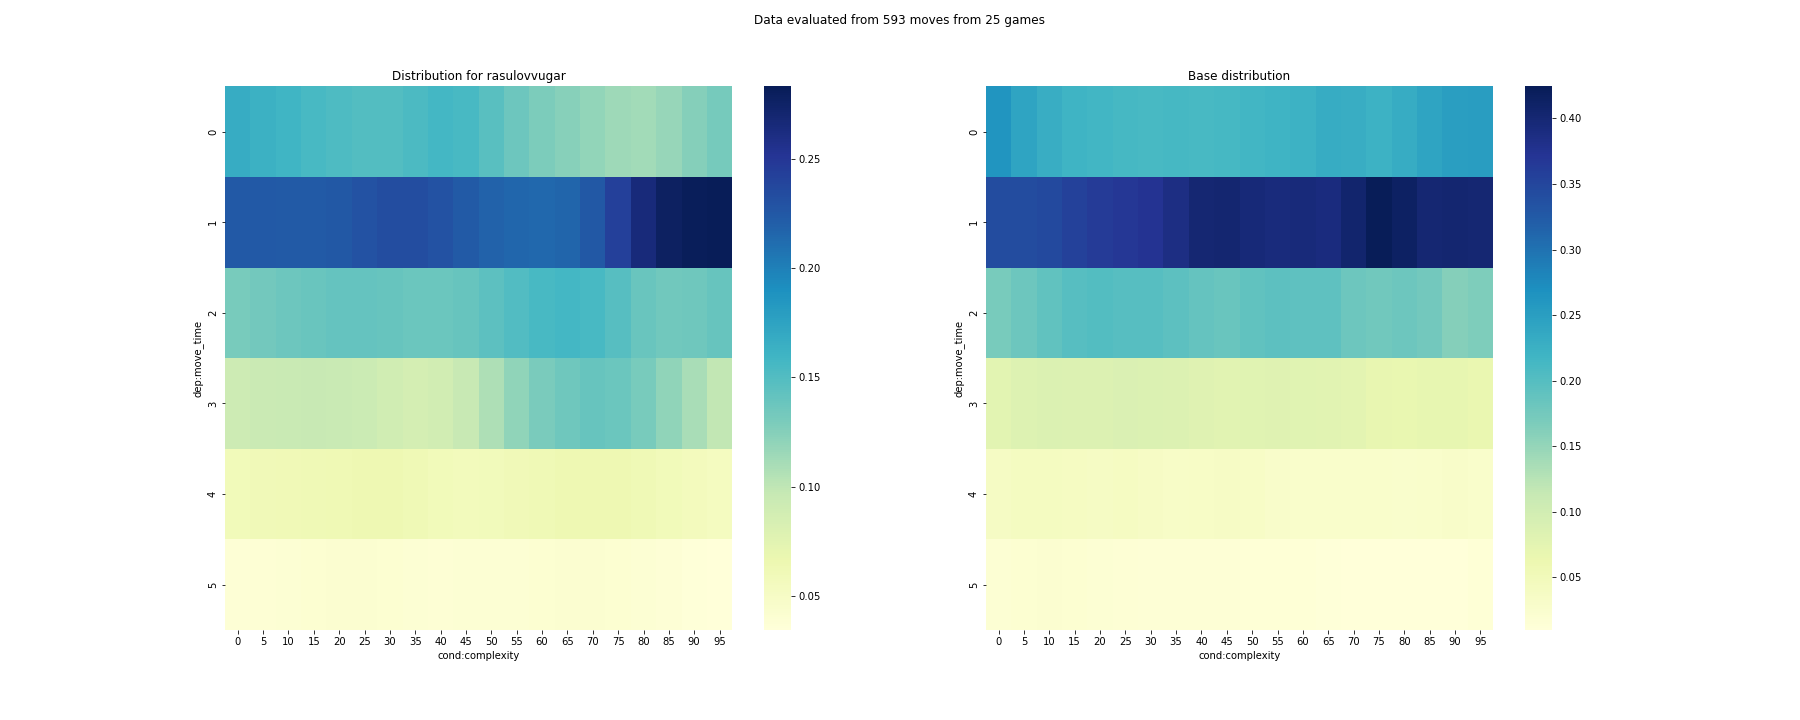 Data evaluated from 593 moves from 25 games
Distribution for rasulovvugar
dep:move_time
0
1
2
3
4
5
0 5 10 15 20 25 30 35 40 45 50 55 60 65 70 75 80 85 90 95
cond:complexity
0.25
0.20
0.15
0.10
0.05
Base distribution
dep:move_time
0
1
2
3
4
5
0 5 10 15 20 25 30 35 40 45 50 55 60 65 70 75 80 85 90 95
cond:complexity
0.40
0.35
0.30
0.25
0.20
0.15
0.10
0.05